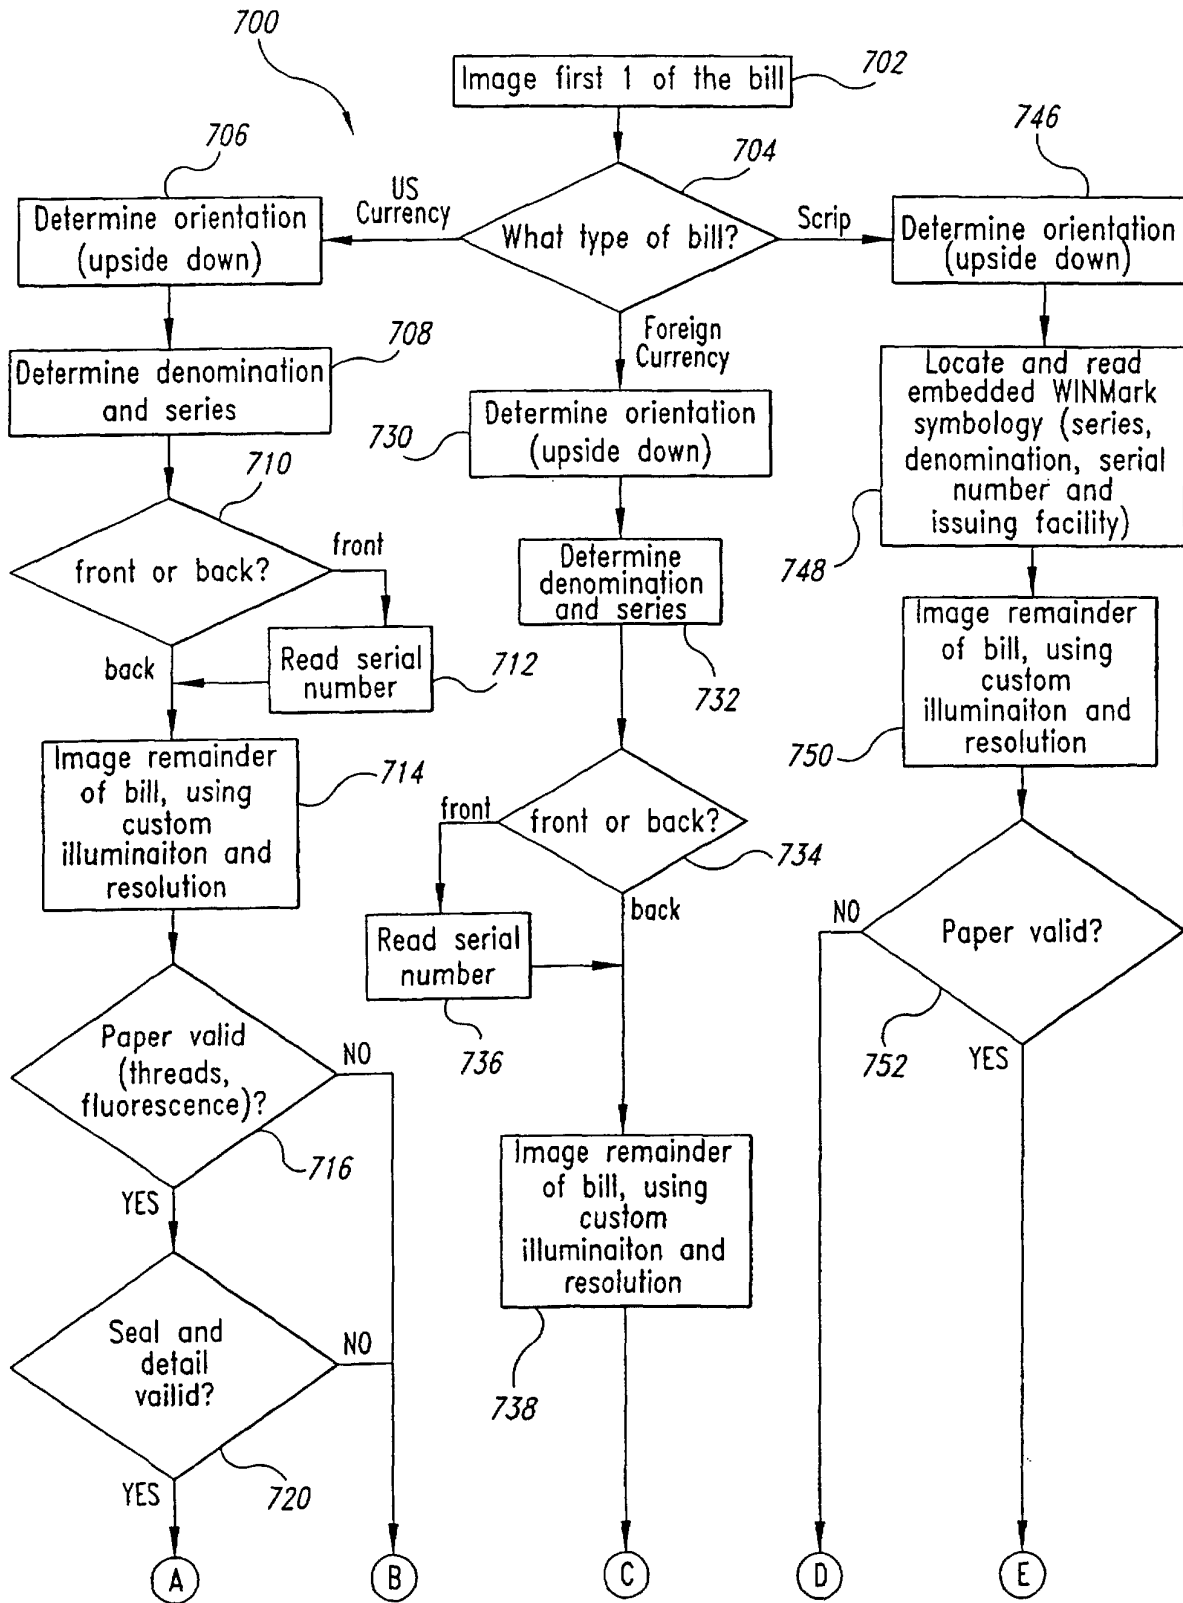 700
Image first 1 of the bill
702
704
What type of bill?
US
Currency
Scrip
Foreign
Currency
706
Determine orientation
(upside down)
708
Determine denomination
and series
710
front or back?
front
back
Read serial
number
712
Image remainder
of bill, using
custom
illuminaiton and
resolution
714
Paper valid
(threads,
fluorescence)?
NO
716
YES
Seal and
detail
vailid?
NO
720
YES
A
B
730
Determine orientation
(upside down)
Determine
denomination
and series
732
front or back?
front
734
back
Read serial
number
736
Image remainder
of bill, using
custom
illuminaiton and
resolution
738
C
746
Determine orientation
(upside down)
Locate and read
embedded WINMark
symbology (series,
denomination, serial
number and
issuing facility)
748
Image remainder
of bill, using
custom
illuminaiton and
resolution
750
NO
Paper valid?
752
YES
D
E